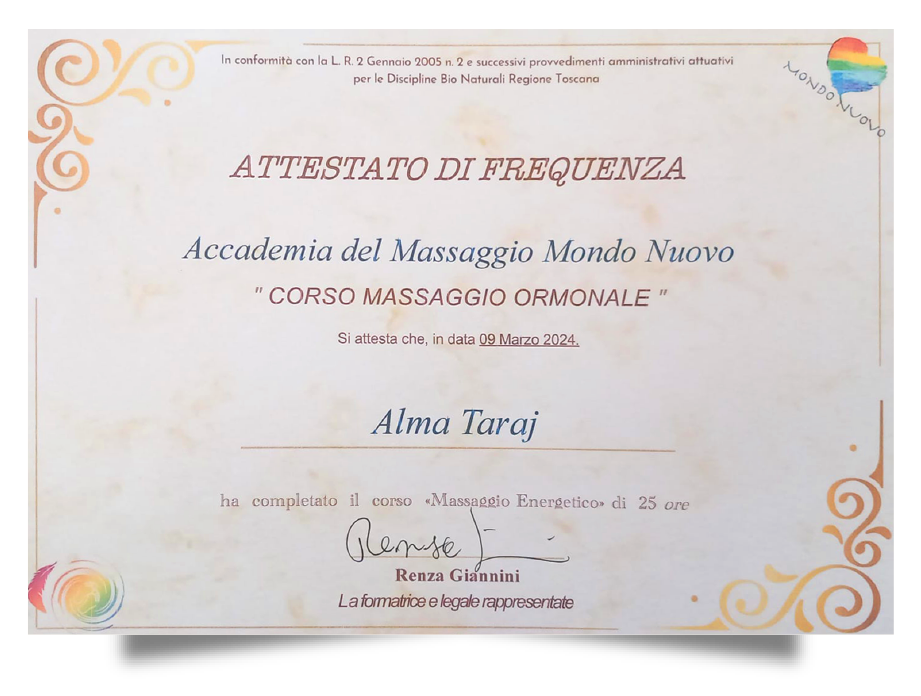 In conformità con la L. R. 2 Gennaio 2005 n. 2 e successivi provvedimenti amministrativi attuativi
per le Discipline Bio Naturali Regione Toscana
MONDO NUOVO
ATTESTATO DI FREQUENZA
Accademia del Massaggio Mondo Nuovo
" CORSO MASSAGGIO ORMONALE "
Si attesta che, in data 09 Marzo 2024.
Alma Taraj
ha completato il corso «Massaggio Energetico» di 25 ore
Renza Giannini
La formatrice e legale rappresentate